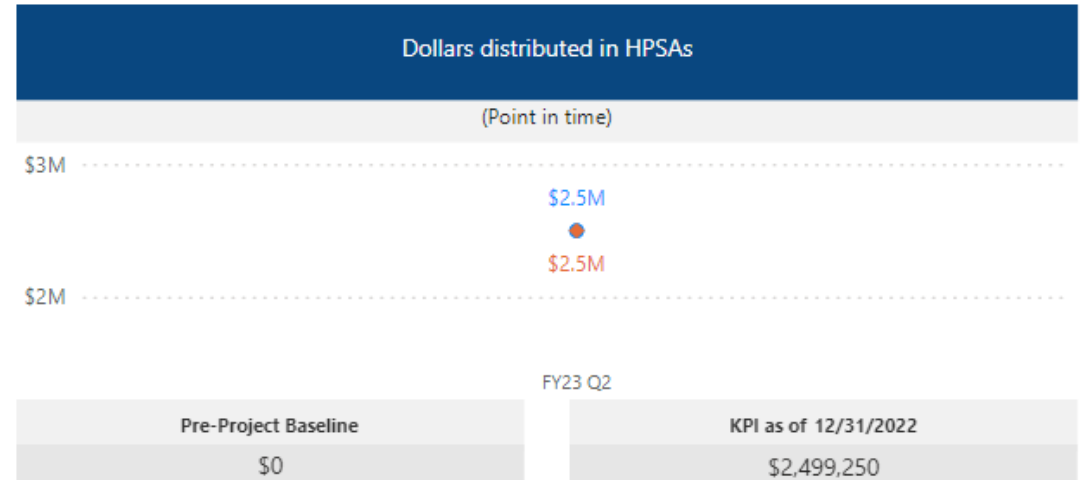 Dollars distributed in HPSAs
(Point in time)
$3M
$2.5M
$2.5M
$2M
FY23 Q2
Pre-Project Baseline KPI as of 12/31/2022
$0 $2,499,250